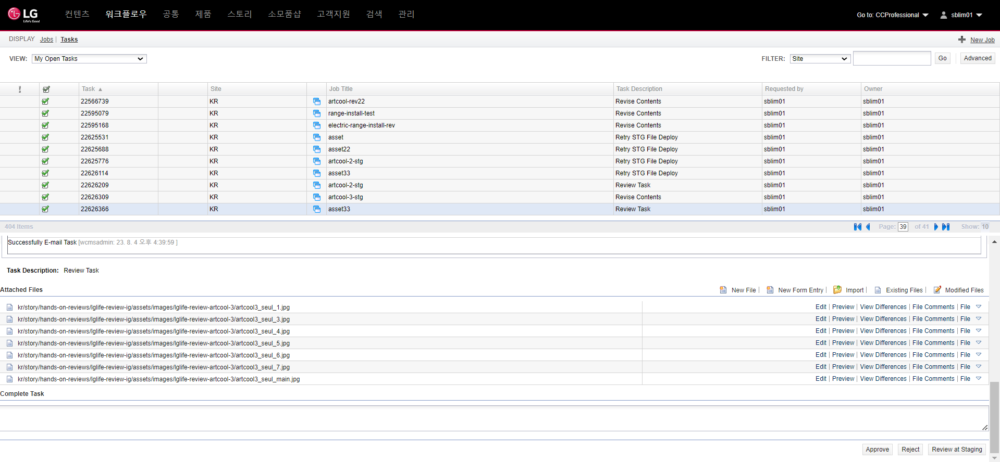 LG
Life's Good
컨텐츠 워크플로우 공통 제품 스토리 소모품샵 고객지원 검색 관리
Go to: CCProfessional sblim01
DISPLAY Jobs | Tasks
New Job
VIEW: My Open Tasks
FILTER: Site Go Advanced
! Task Site Job Title Task Description Requested by Owner
22566739 KR artcool-rev22 Revise Contents sblim01 sblim01
22595079 KR range-install-test Revise Contents sblim01 sblim01
22595168 KR electric-range-install-rev Revise Contents sblim01 sblim01
22625531 KR asset Retry STG File Deploy sblim01 sblim01
22625688 KR asset22 Retry STG File Deploy sblim01 sblim01
22625776 KR artcool-2-stg Retry STG File Deploy sblim01 sblim01
22626114 KR asset33 Retry STG File Deploy sblim01 sblim01
22626209 KR artcool-2-stg Review Task sblim01 sblim01
22626309 KR artcool-3-stg Revise Contents sblim01 sblim01
22626366 KR asset33 Review Task sblim01 sblim01
404 Items Page: 39 of 41 Show: 10
Successfully E-mail Task [wcmsadmin: 23. 8. 4 오후 4:39:59 ]
Task Description: Review Task
Attached Files New File | New Form Entry | Import | Existing Files | Modified Files
kr/story/hands-on-reviews/lglife-review-ig/assets/images/lglife-review-artcool-3/artcool3_seul_1.jpg Edit | Preview | View Differences | File Comments | File
kr/story/hands-on-reviews/lglife-review-ig/assets/images/lglife-review-artcool-3/artcool3_seul_3.jpg Edit | Preview | View Differences | File Comments | File
kr/story/hands-on-reviews/lglife-review-ig/assets/images/lglife-review-artcool-3/artcool3_seul_4.jpg Edit | Preview | View Differences | File Comments | File
kr/story/hands-on-reviews/lglife-review-ig/assets/images/lglife-review-artcool-3/artcool3_seul_5.jpg Edit | Preview | View Differences | File Comments | File
kr/story/hands-on-reviews/lglife-review-ig/assets/images/lglife-review-artcool-3/artcool3_seul_6.jpg Edit | Preview | View Differences | File Comments | File
kr/story/hands-on-reviews/lglife-review-ig/assets/images/lglife-review-artcool-3/artcool3_seul_7.jpg Edit | Preview | View Differences | File Comments | File
kr/story/hands-on-reviews/lglife-review-ig/assets/images/lglife-review-artcool-3/artcool3_seul_main.jpg Edit | Preview | View Differences | File Comments | File
Complete Task
Approve Reject Review at Staging